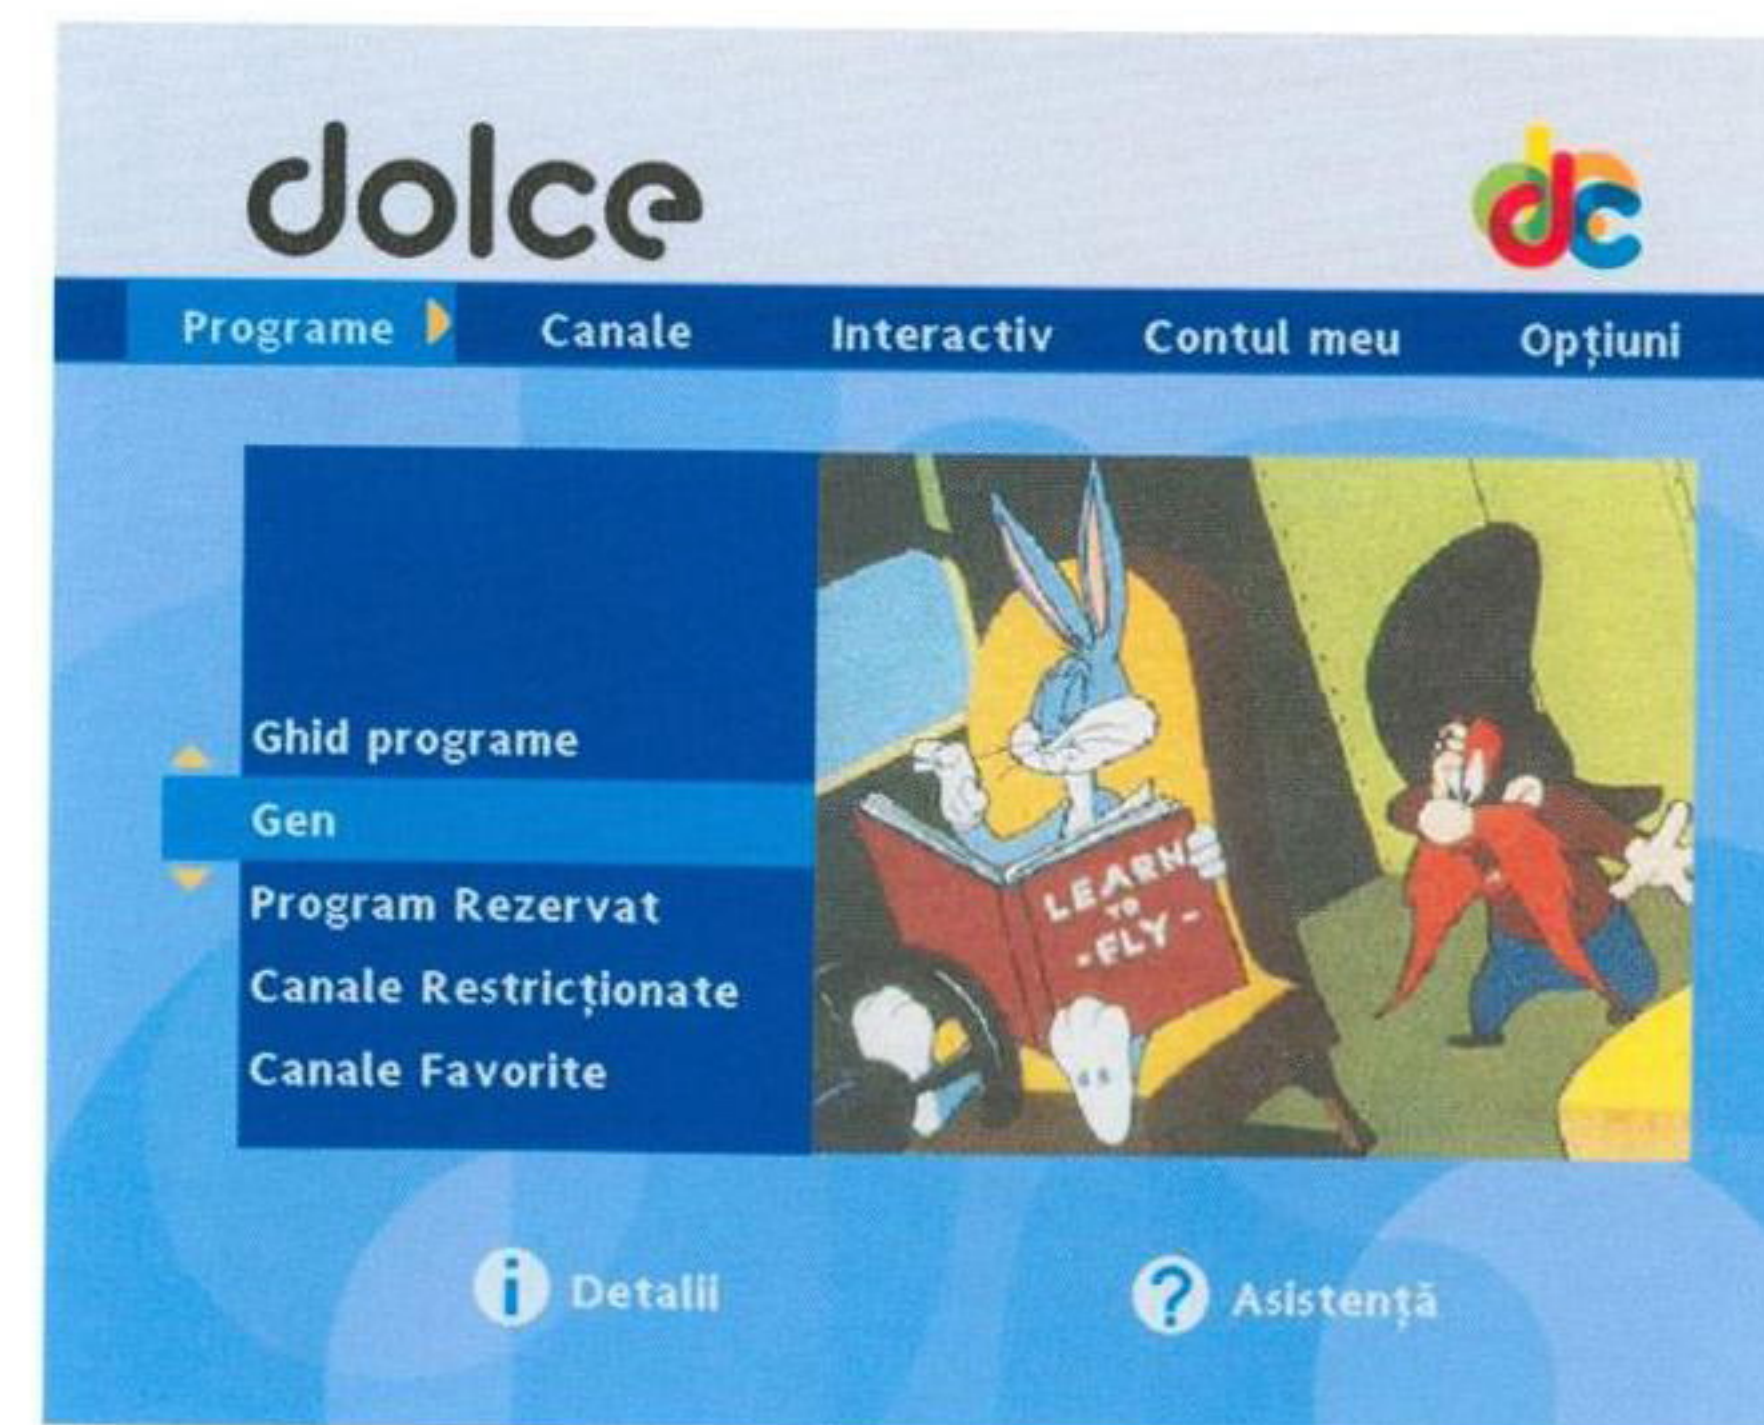 dolce
dc
Programe Canale Interactiv Contul meu Opțiuni
Ghid programe
Gen
Program Rezervat
Canale Restricționate
Canale Favorite
LEARN
TO
-FLY-
i Detalii ? Asistență